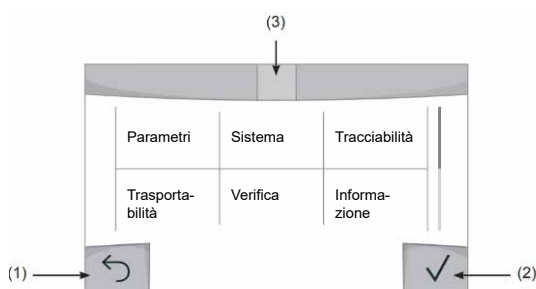 (3)
Parametri Sistema Tracciabilità
Trasporta-
bilità
Verifica
Informa-
zione
(1)
(2)